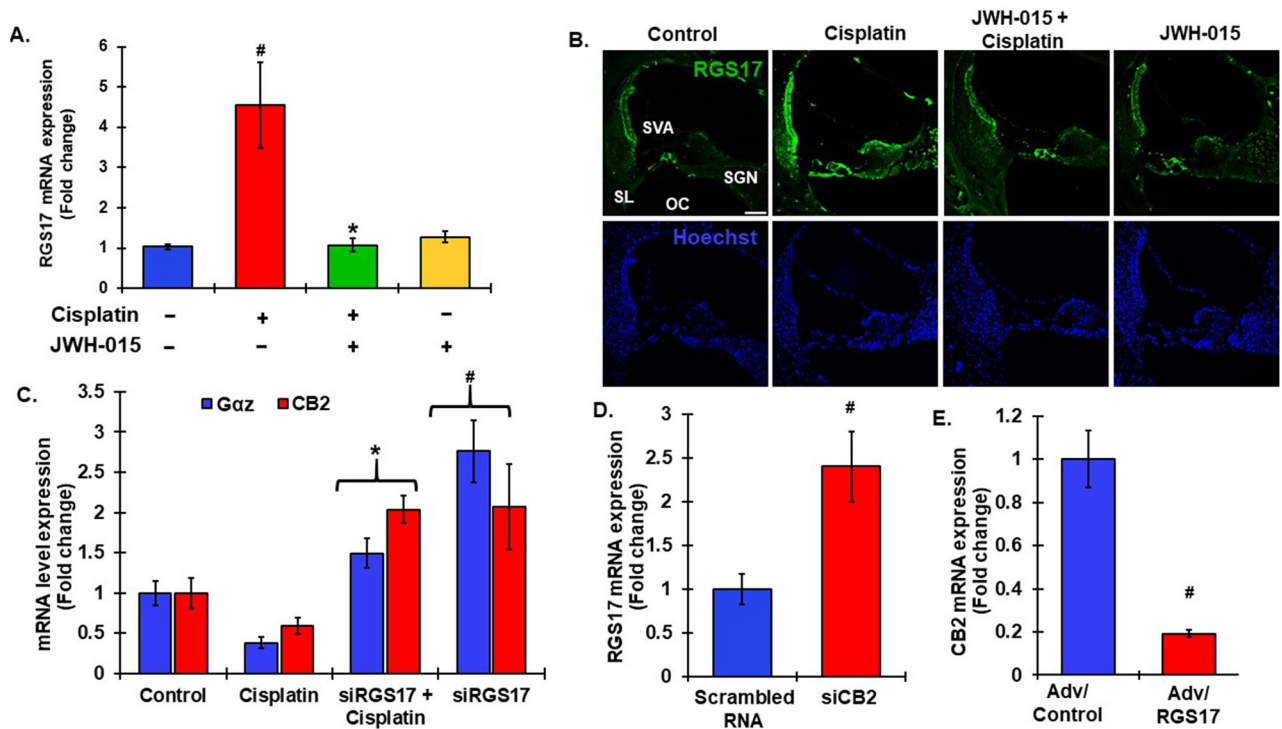 A.
RGS17 mRNA expression
(Fold change)
6
5
4
3
2
1
0
#
*
Cisplatin – + + –
JWH-015 – – + +
B.
Control
Cisplatin
JWH-015 +
Cisplatin
JWH-015
RGS17
SVA
SGN
SL
OC
Hoechst
C.
mRNA level expression
(Fold change)
3.5
3
2.5
2
1.5
1
0.5
0
Gαz
CB2
*
#
Control
Cisplatin
siRGS17 +
Cisplatin
siRGS17
D.
RGS17 mRNA expression
(Fold change)
3
2.5
2
1.5
1
0.5
0
#
Scrambled
RNA
siCB2
E.
CB2 mRNA expression
(Fold change)
1.2
1
0.8
0.6
0.4
0.2
0
#
Adv/
Control
Adv/
RGS17